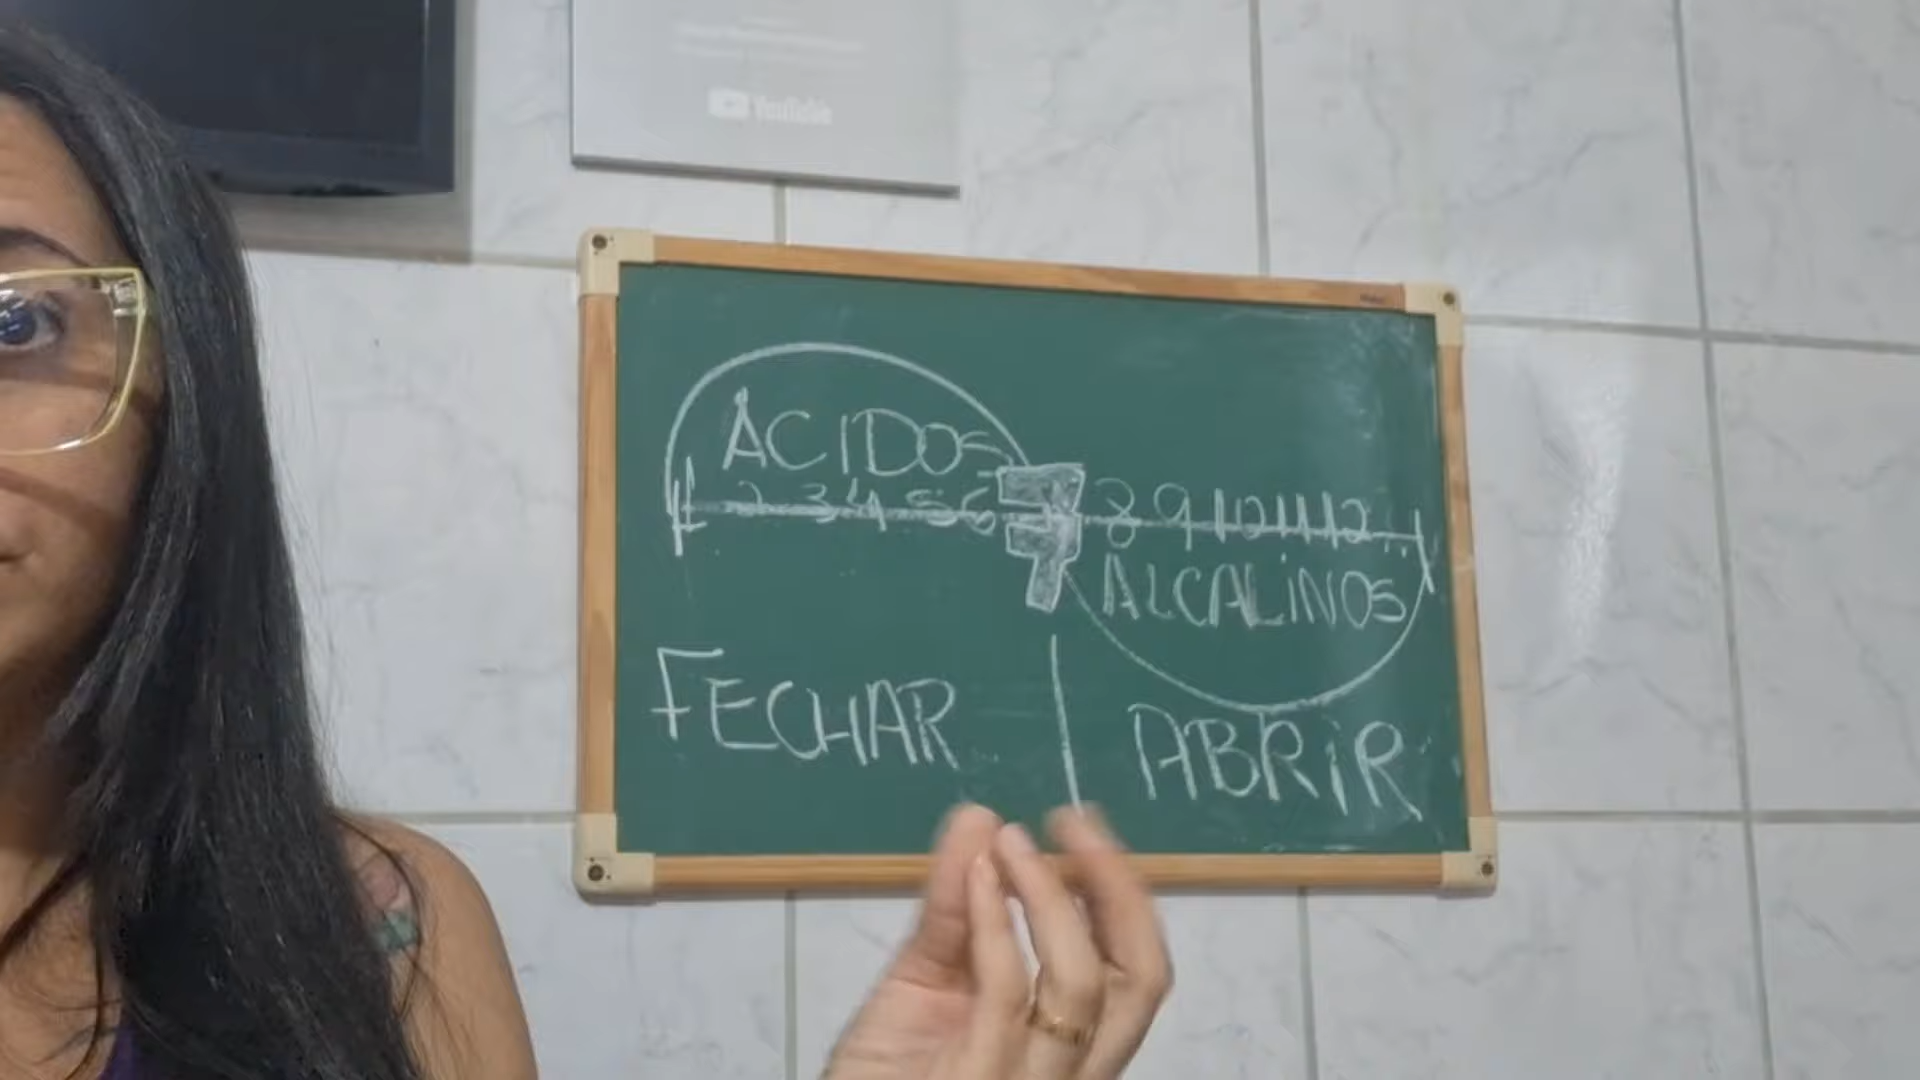 YouTube
ÁCIDOS
1 2 3 4 5 6 7 8 9 10 11 12...
ALCALINOS
FECHAR | ABRIR